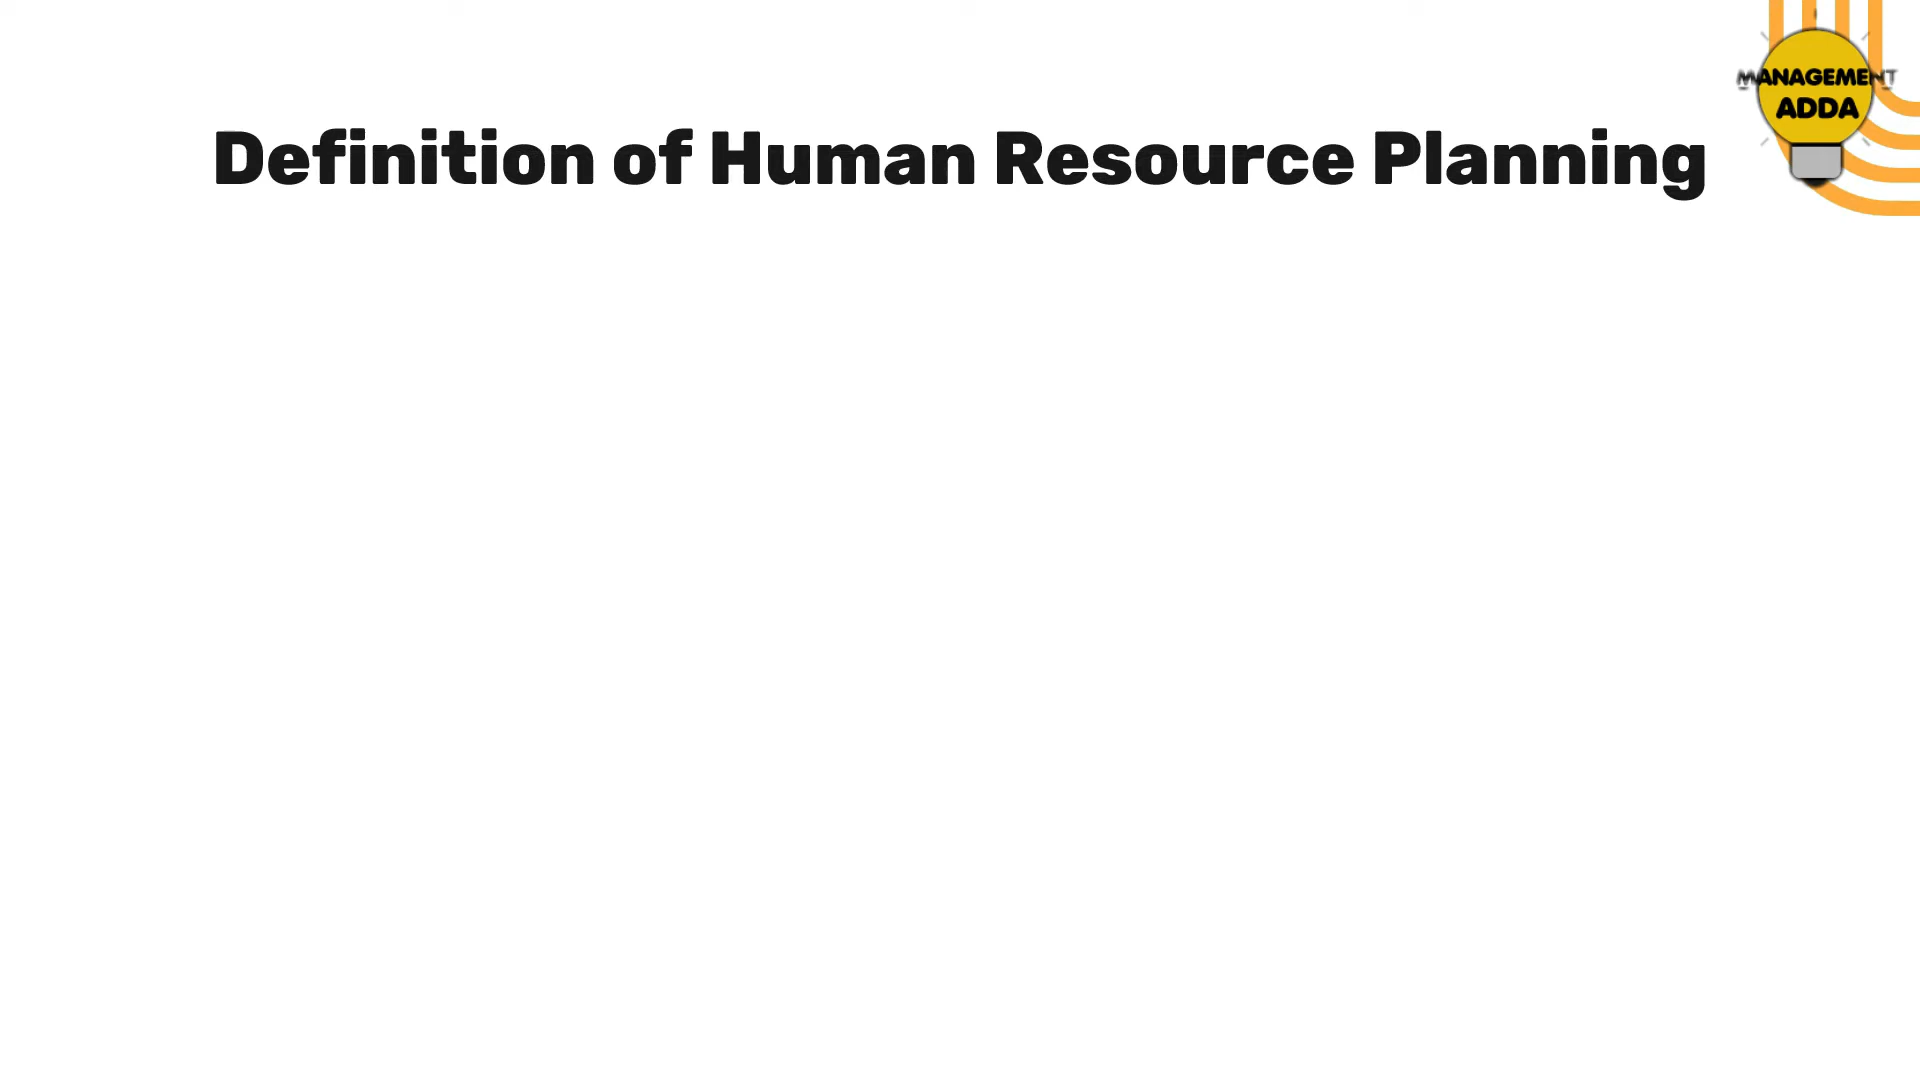 MANAGEMENT
ADDA
Definition of Human Resource Planning